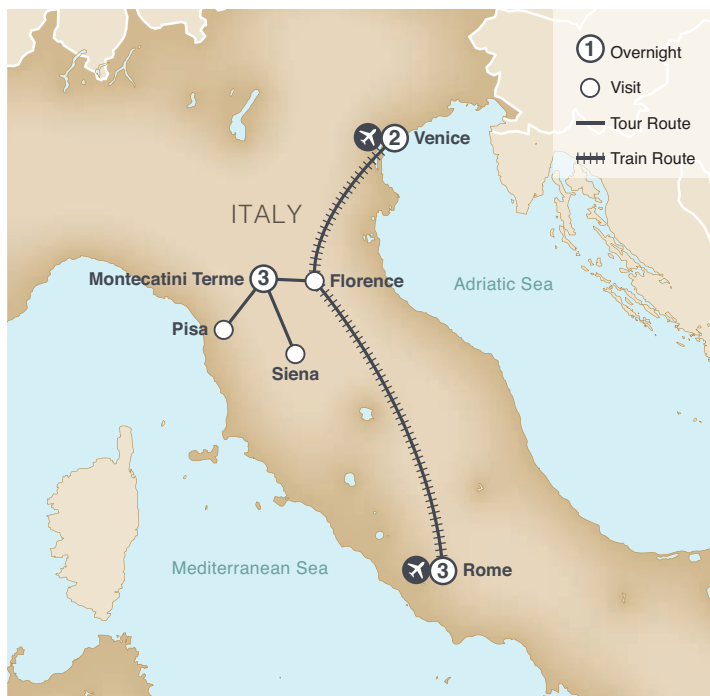 1 Overnight
Visit
Tour Route
Train Route
2 Venice
ITALY
Montecatini Terme 3
Florence
Adriatic Sea
Pisa
Siena
Mediterranean Sea
3 Rome